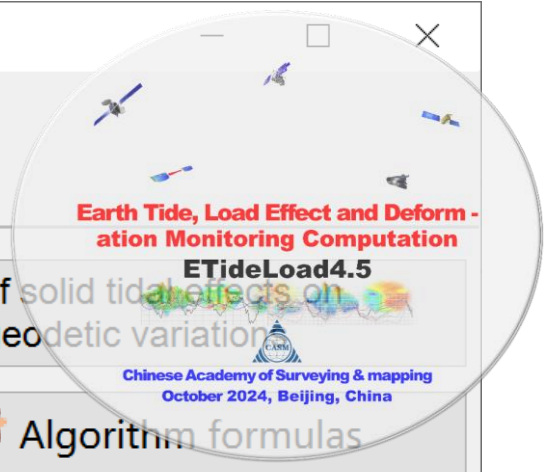 Earth Tide, Load Effect and Deform -
ation Monitoring Computation
ETideLoad4.5
f solid tidal effects on
eodetic variation
CASM
Chinese Academy of Surveying & mapping
October 2024, Beijing, China
Algorithm formulas